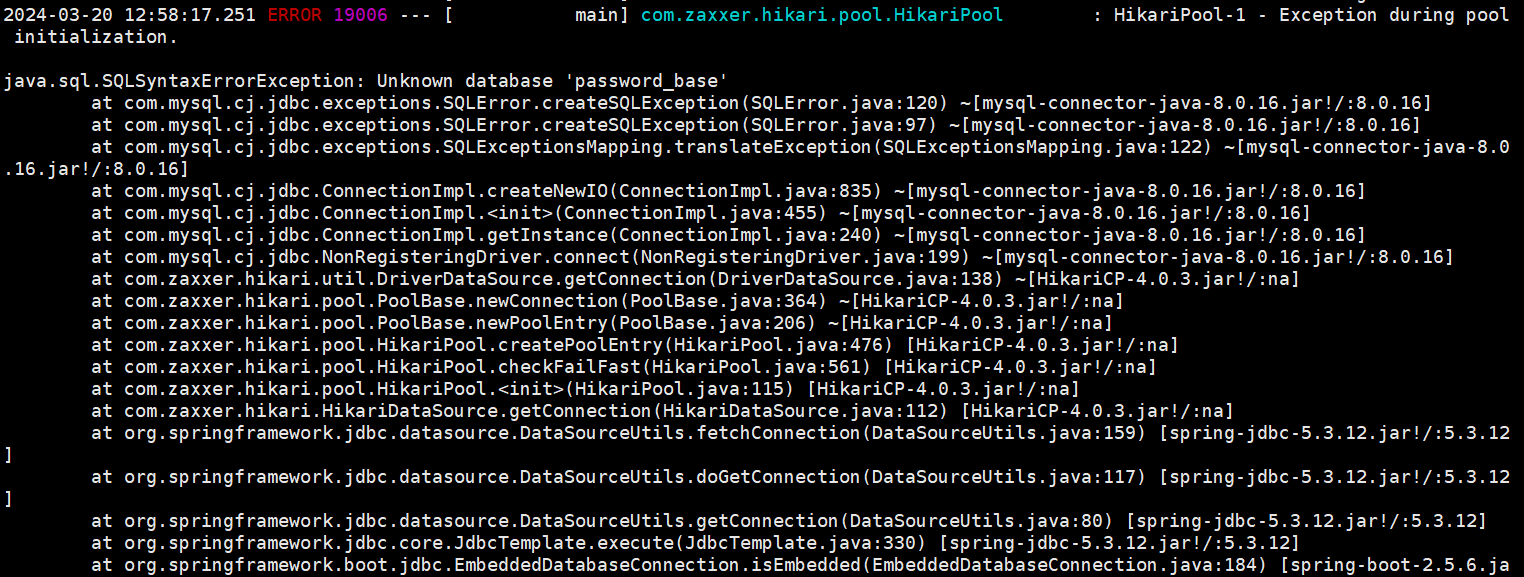 2024-03-20 12:58:17.251 ERROR 19006 --- [           main] com.zaxxer.hikari.pool.HikariPool        : HikariPool-1 - Exception during pool
 initialization.
java.sql.SQLSyntaxErrorException: Unknown database 'password_base'
        at com.mysql.cj.jdbc.exceptions.SQLError.createSQLException(SQLError.java:120) ~[mysql-connector-java-8.0.16.jar!/:8.0.16]
        at com.mysql.cj.jdbc.exceptions.SQLError.createSQLException(SQLError.java:97) ~[mysql-connector-java-8.0.16.jar!/:8.0.16]
        at com.mysql.cj.jdbc.exceptions.SQLExceptionsMapping.translateException(SQLExceptionsMapping.java:122) ~[mysql-connector-java-8.0
.16.jar!/:8.0.16]
        at com.mysql.cj.jdbc.ConnectionImpl.createNewIO(ConnectionImpl.java:835) ~[mysql-connector-java-8.0.16.jar!/:8.0.16]
        at com.mysql.cj.jdbc.ConnectionImpl.<init>(ConnectionImpl.java:455) ~[mysql-connector-java-8.0.16.jar!/:8.0.16]
        at com.mysql.cj.jdbc.ConnectionImpl.getInstance(ConnectionImpl.java:240) ~[mysql-connector-java-8.0.16.jar!/:8.0.16]
        at com.mysql.cj.jdbc.NonRegisteringDriver.connect(NonRegisteringDriver.java:199) ~[mysql-connector-java-8.0.16.jar!/:8.0.16]
        at com.zaxxer.hikari.util.DriverDataSource.getConnection(DriverDataSource.java:138) ~[HikariCP-4.0.3.jar!/:na]
        at com.zaxxer.hikari.pool.PoolBase.newConnection(PoolBase.java:364) ~[HikariCP-4.0.3.jar!/:na]
        at com.zaxxer.hikari.pool.PoolBase.newPoolEntry(PoolBase.java:206) ~[HikariCP-4.0.3.jar!/:na]
        at com.zaxxer.hikari.pool.HikariPool.createPoolEntry(HikariPool.java:476) [HikariCP-4.0.3.jar!/:na]
        at com.zaxxer.hikari.pool.HikariPool.checkFailFast(HikariPool.java:561) [HikariCP-4.0.3.jar!/:na]
        at com.zaxxer.hikari.pool.HikariPool.<init>(HikariPool.java:115) [HikariCP-4.0.3.jar!/:na]
        at com.zaxxer.hikari.HikariDataSource.getConnection(HikariDataSource.java:112) [HikariCP-4.0.3.jar!/:na]
        at org.springframework.jdbc.datasource.DataSourceUtils.fetchConnection(DataSourceUtils.java:159) [spring-jdbc-5.3.12.jar!/:5.3.12
]
        at org.springframework.jdbc.datasource.DataSourceUtils.doGetConnection(DataSourceUtils.java:117) [spring-jdbc-5.3.12.jar!/:5.3.12
]
        at org.springframework.jdbc.datasource.DataSourceUtils.getConnection(DataSourceUtils.java:80) [spring-jdbc-5.3.12.jar!/:5.3.12]
        at org.springframework.jdbc.core.JdbcTemplate.execute(JdbcTemplate.java:330) [spring-jdbc-5.3.12.jar!/:5.3.12]
        at org.springframework.boot.jdbc.EmbeddedDatabaseConnection.isEmbedded(EmbeddedDatabaseConnection.java:184) [spring-boot-2.5.6.ja